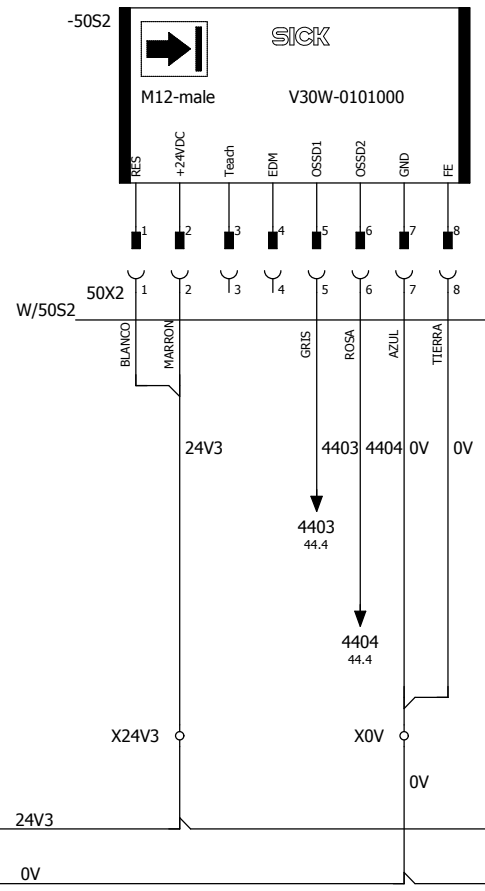 -50S2
SICK
M12-male
V30W-0101000
RES
+24VDC
Teach
EDM
OSSD1
OSSD2
GND
FE
1
2
3
4
5
6
7
8
50X2
1
2
3
4
5
6
7
8
W/50S2
BLANCO
MARRON
GRIS
ROSA
AZUL
TIERRA
24V3
4403
4404
0V
0V
4403
44.4
4404
44.4
X24V3
X0V
0V
24V3
0V